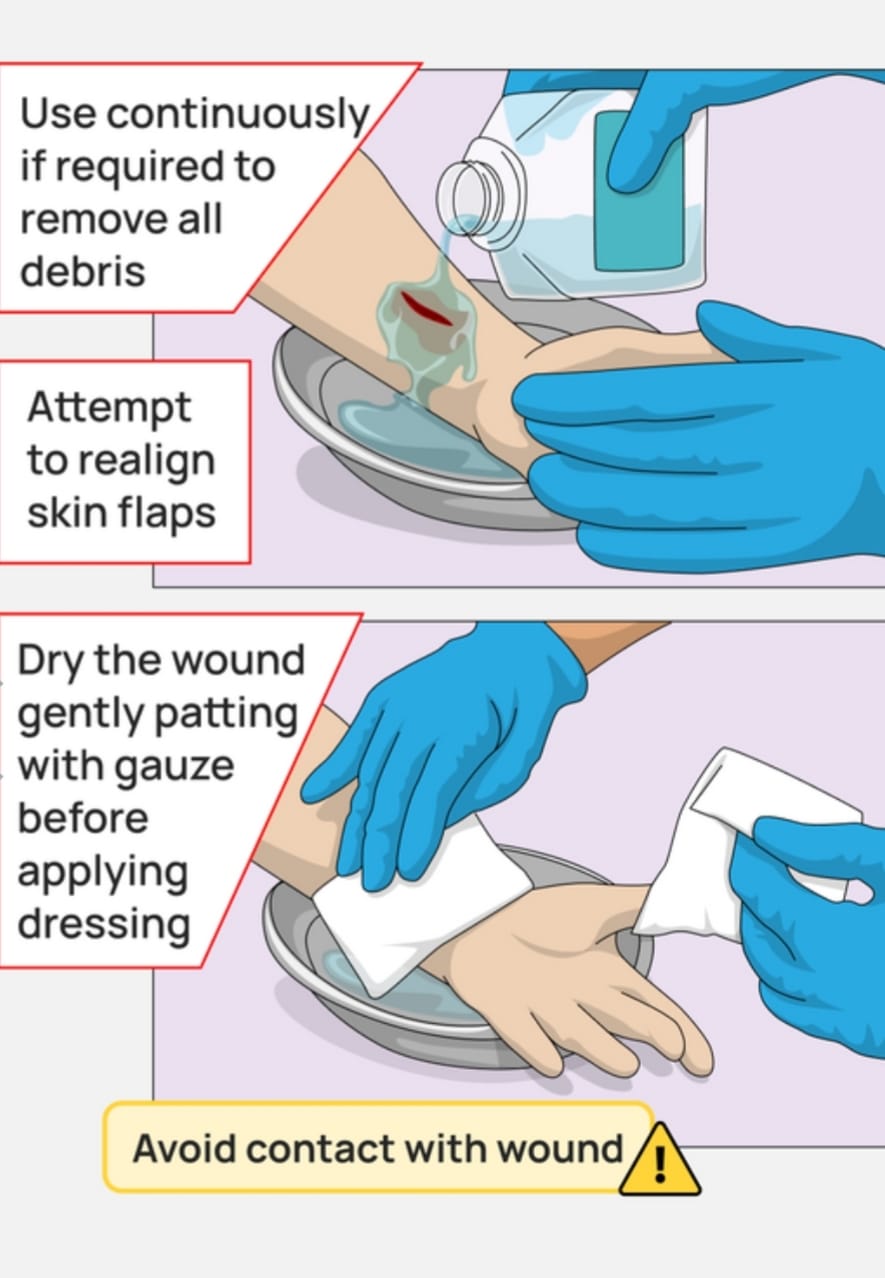 Use continuously
if required to
remove all
debris
Attempt
to realign
skin flaps
Dry the wound
gently patting
with gauze
before
applying
dressing
Avoid contact with wound
!